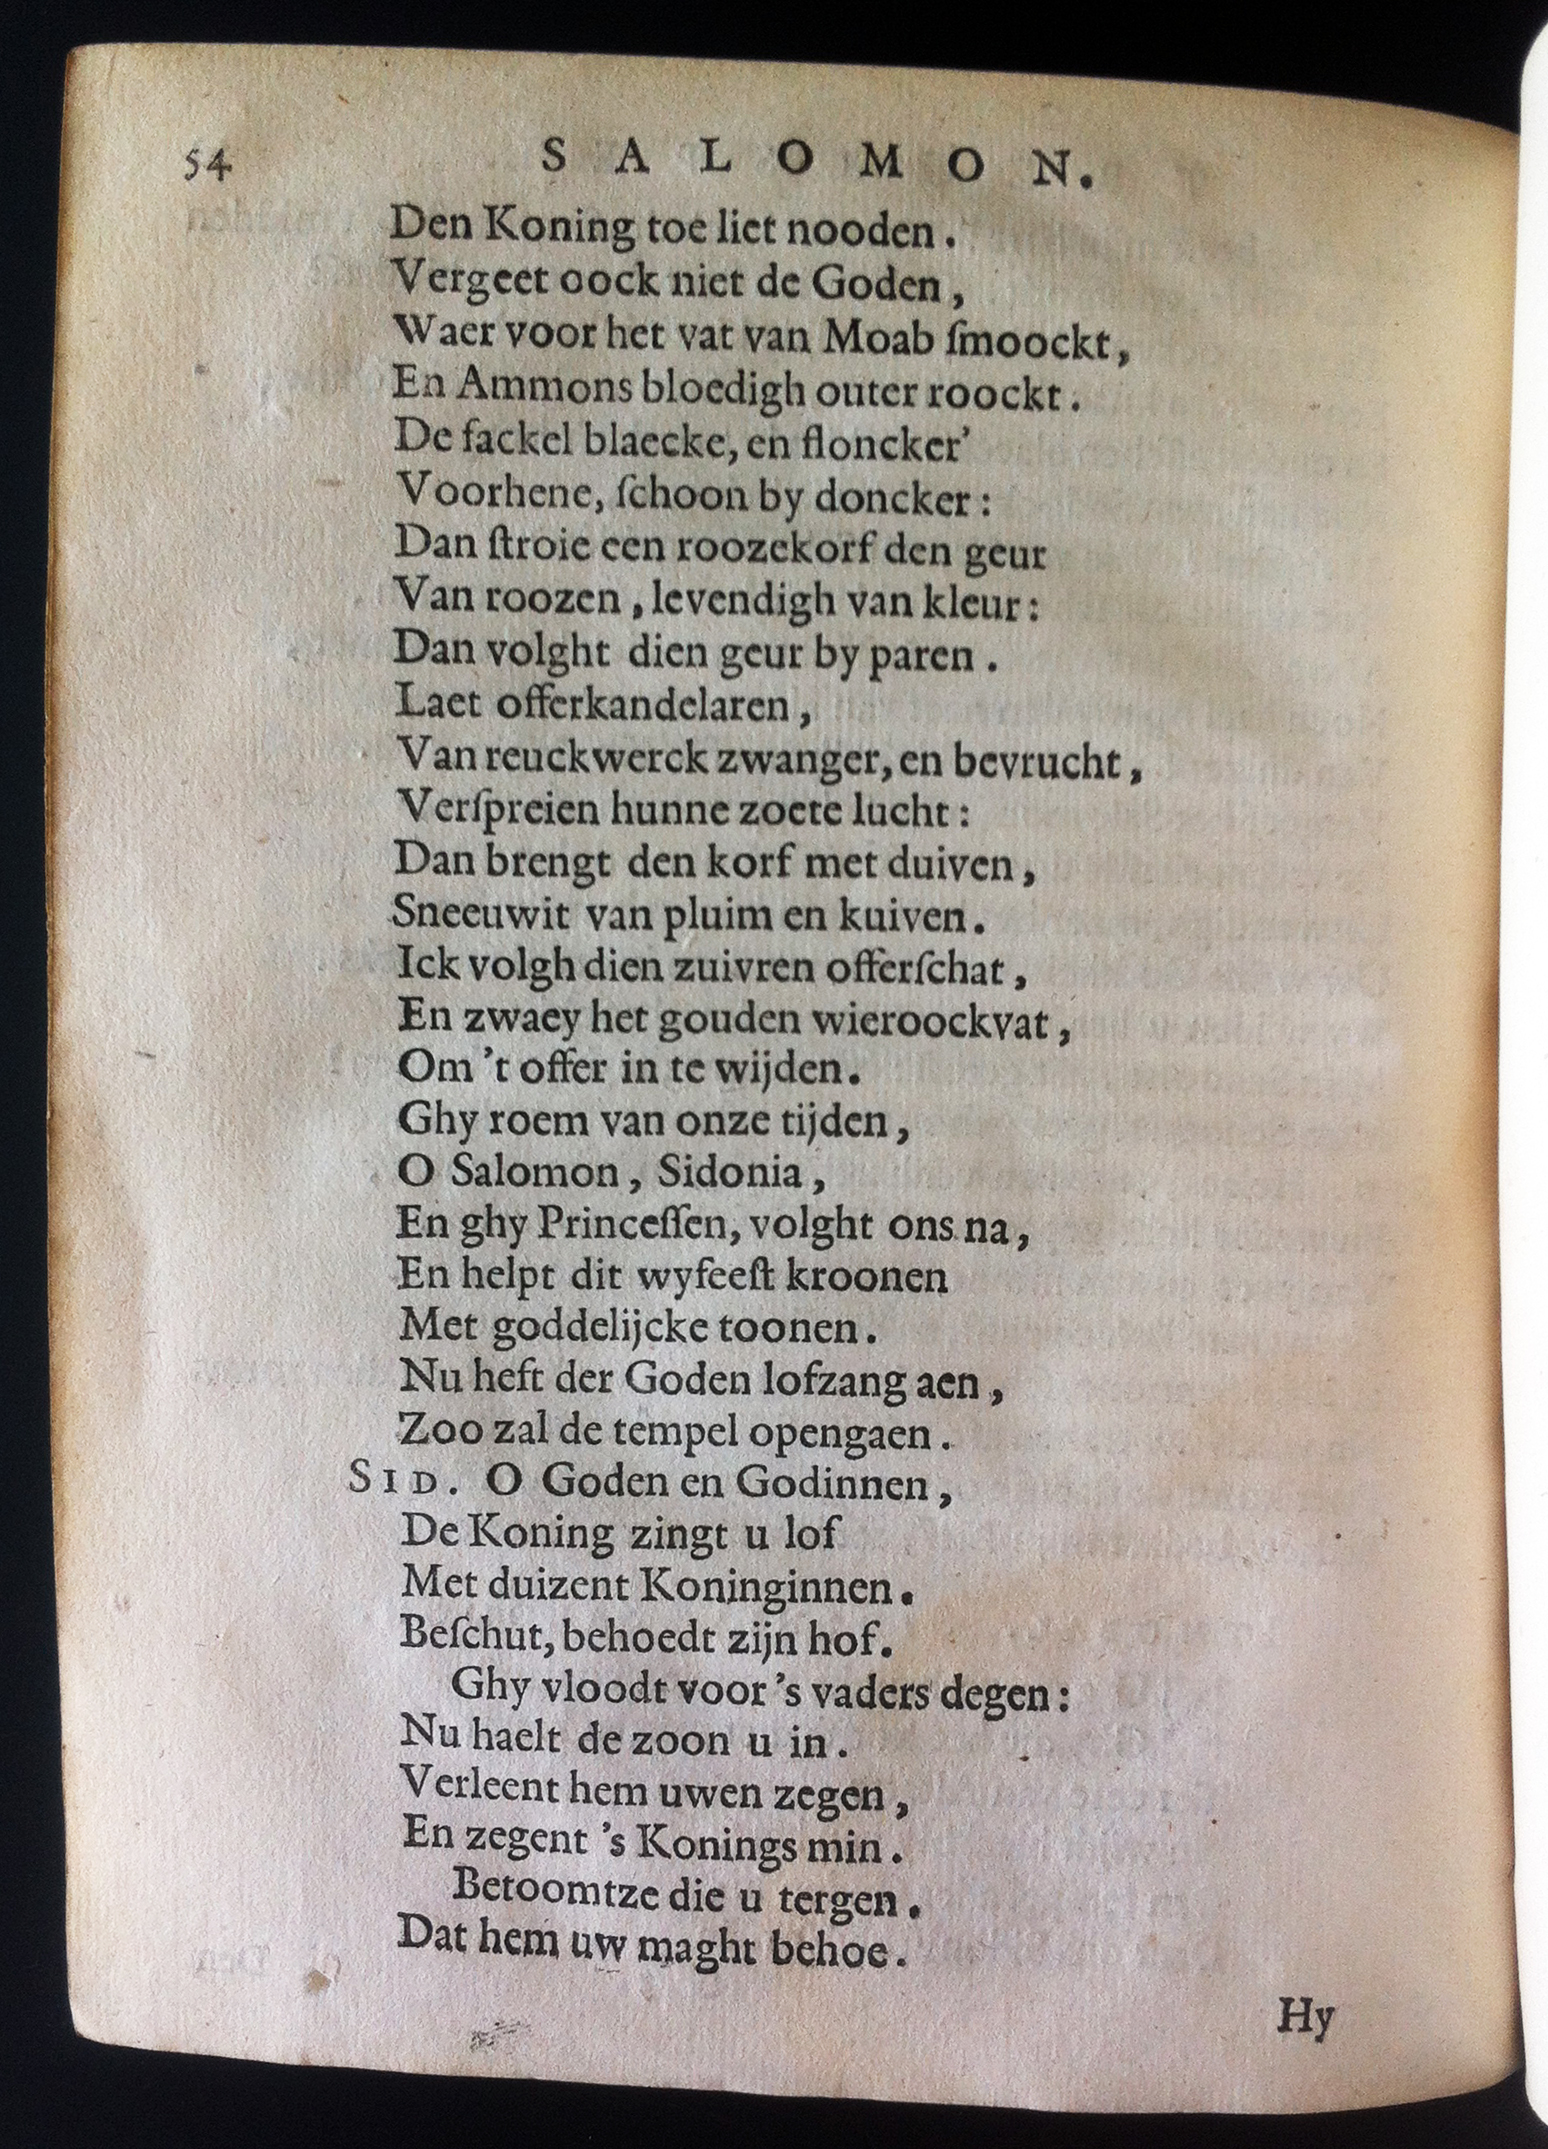 54 SALOMON.
Den Koning toe liet nooden.
Vergeet oock niet de Goden,
Waer voor het vat van Moab ſmoockt,
En Ammons bloedigh outer roockt.
De fackel blaecke, en floncker’
Voorhene, ſchoon by doncker:
Dan ſtroie een roozekorf den geur
Van roozen, levendigh van kleur:
Dan volght dien geur by paren.
Laet offerkandelaren,
Van reuckwerck zwanger, en bevrucht,
Verſpreien hunne zoete lucht:
Dan brengt den korf met duiven,
Sneeuwit van pluim en kuiven.
Ick volgh dien zuivren offerſchat,
En zwaey het gouden wieroockvat,
Om ’t offer in te wijden.
Ghy roem van onze tijden,
O Salomon, Sidonia,
En ghy Princeſſen, volght ons na,
En helpt dit wyfeeſt kroonen
Met goddelijcke toonen.
Nu heft der Goden lofzang aen,
Zoo zal de tempel opengaen.
SID. O Goden en Godinnen,
De Koning zingt u lof
Met duizent Koninginnen.
Beſchut, behoedt zijn hof.
Ghy vloodt voor ’s vaders degen:
Nu haelt de zoon u in.
Verleent hem uwen zegen,
En zegent ’s Konings min.
Betoomtze die u tergen.
Dat hem uw maght behoe.
Hy